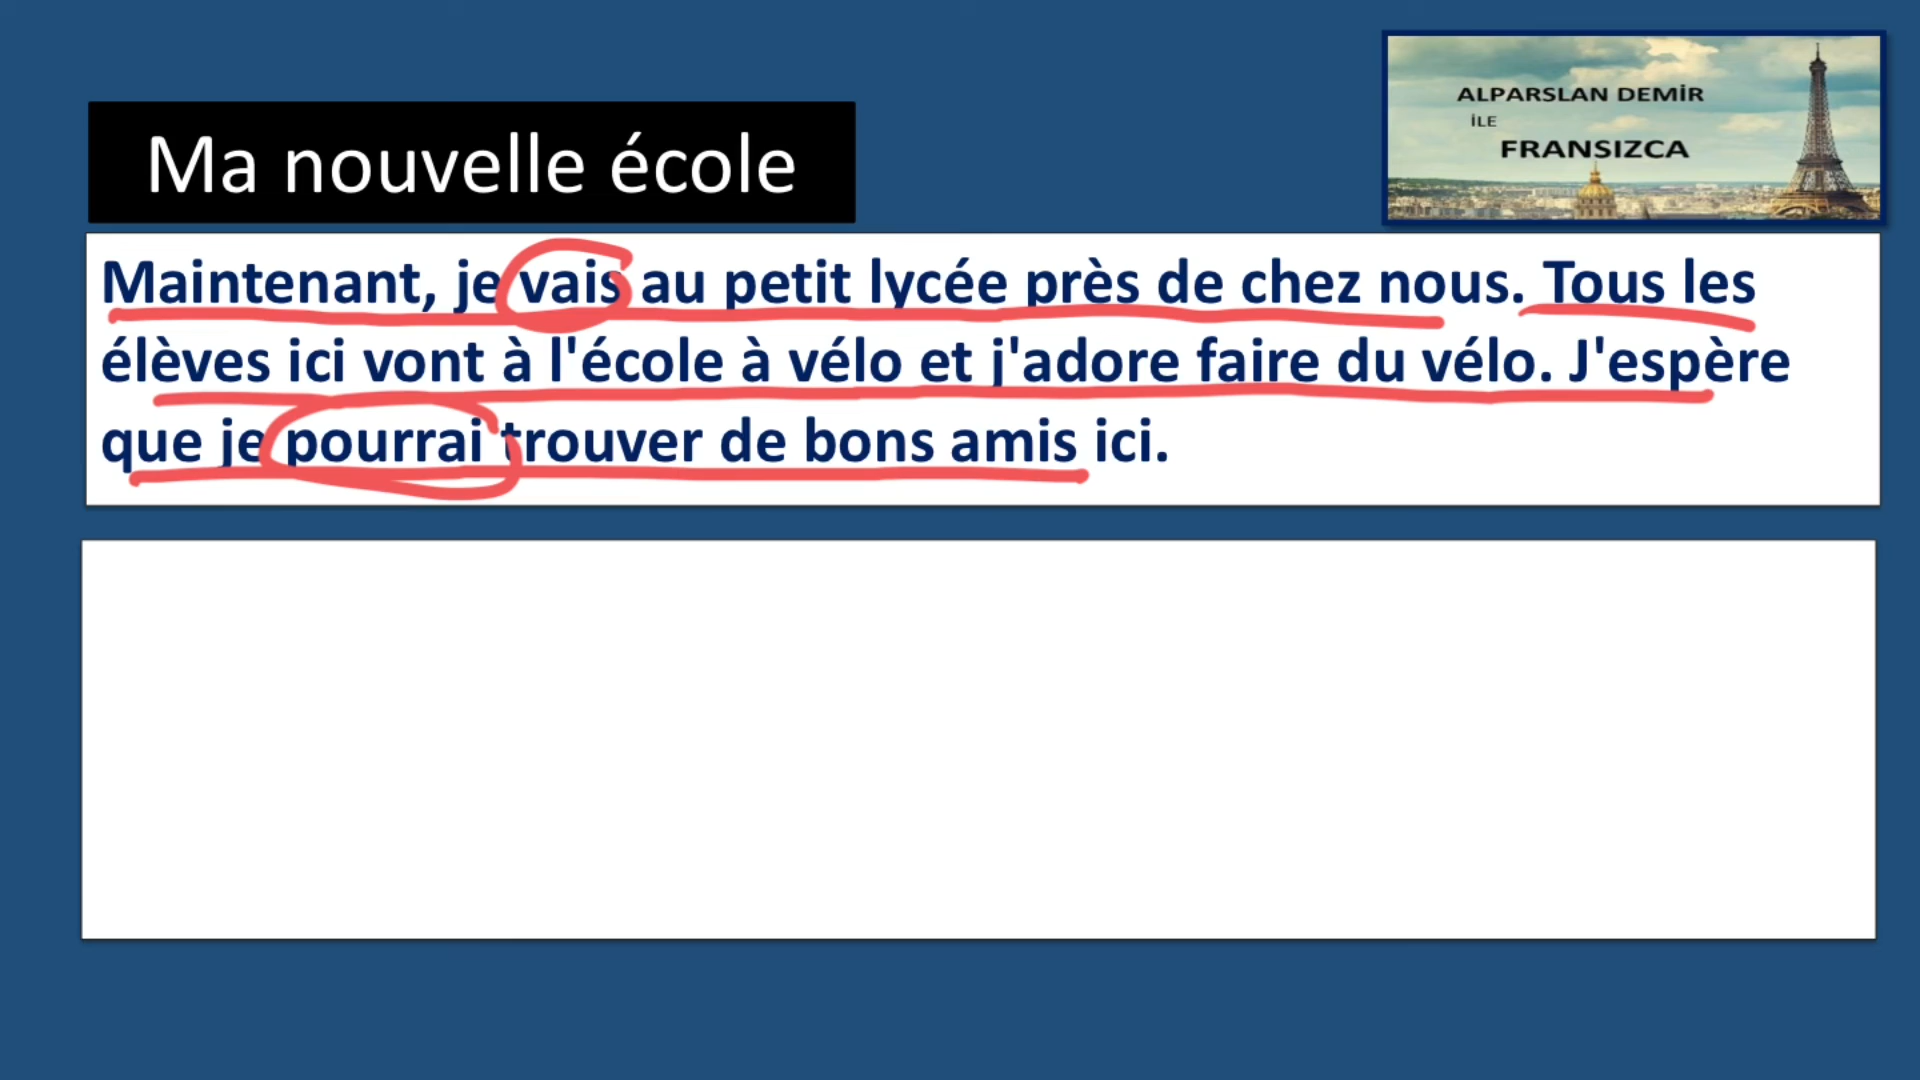 ALPARSLAN DEMİR
İLE
FRANSIZCA
Ma nouvelle école
Maintenant, je vais au petit lycée près de chez nous. Tous les
élèves ici vont à l'école à vélo et j'adore faire du vélo. J'espère
que je pourrai trouver de bons amis ici.